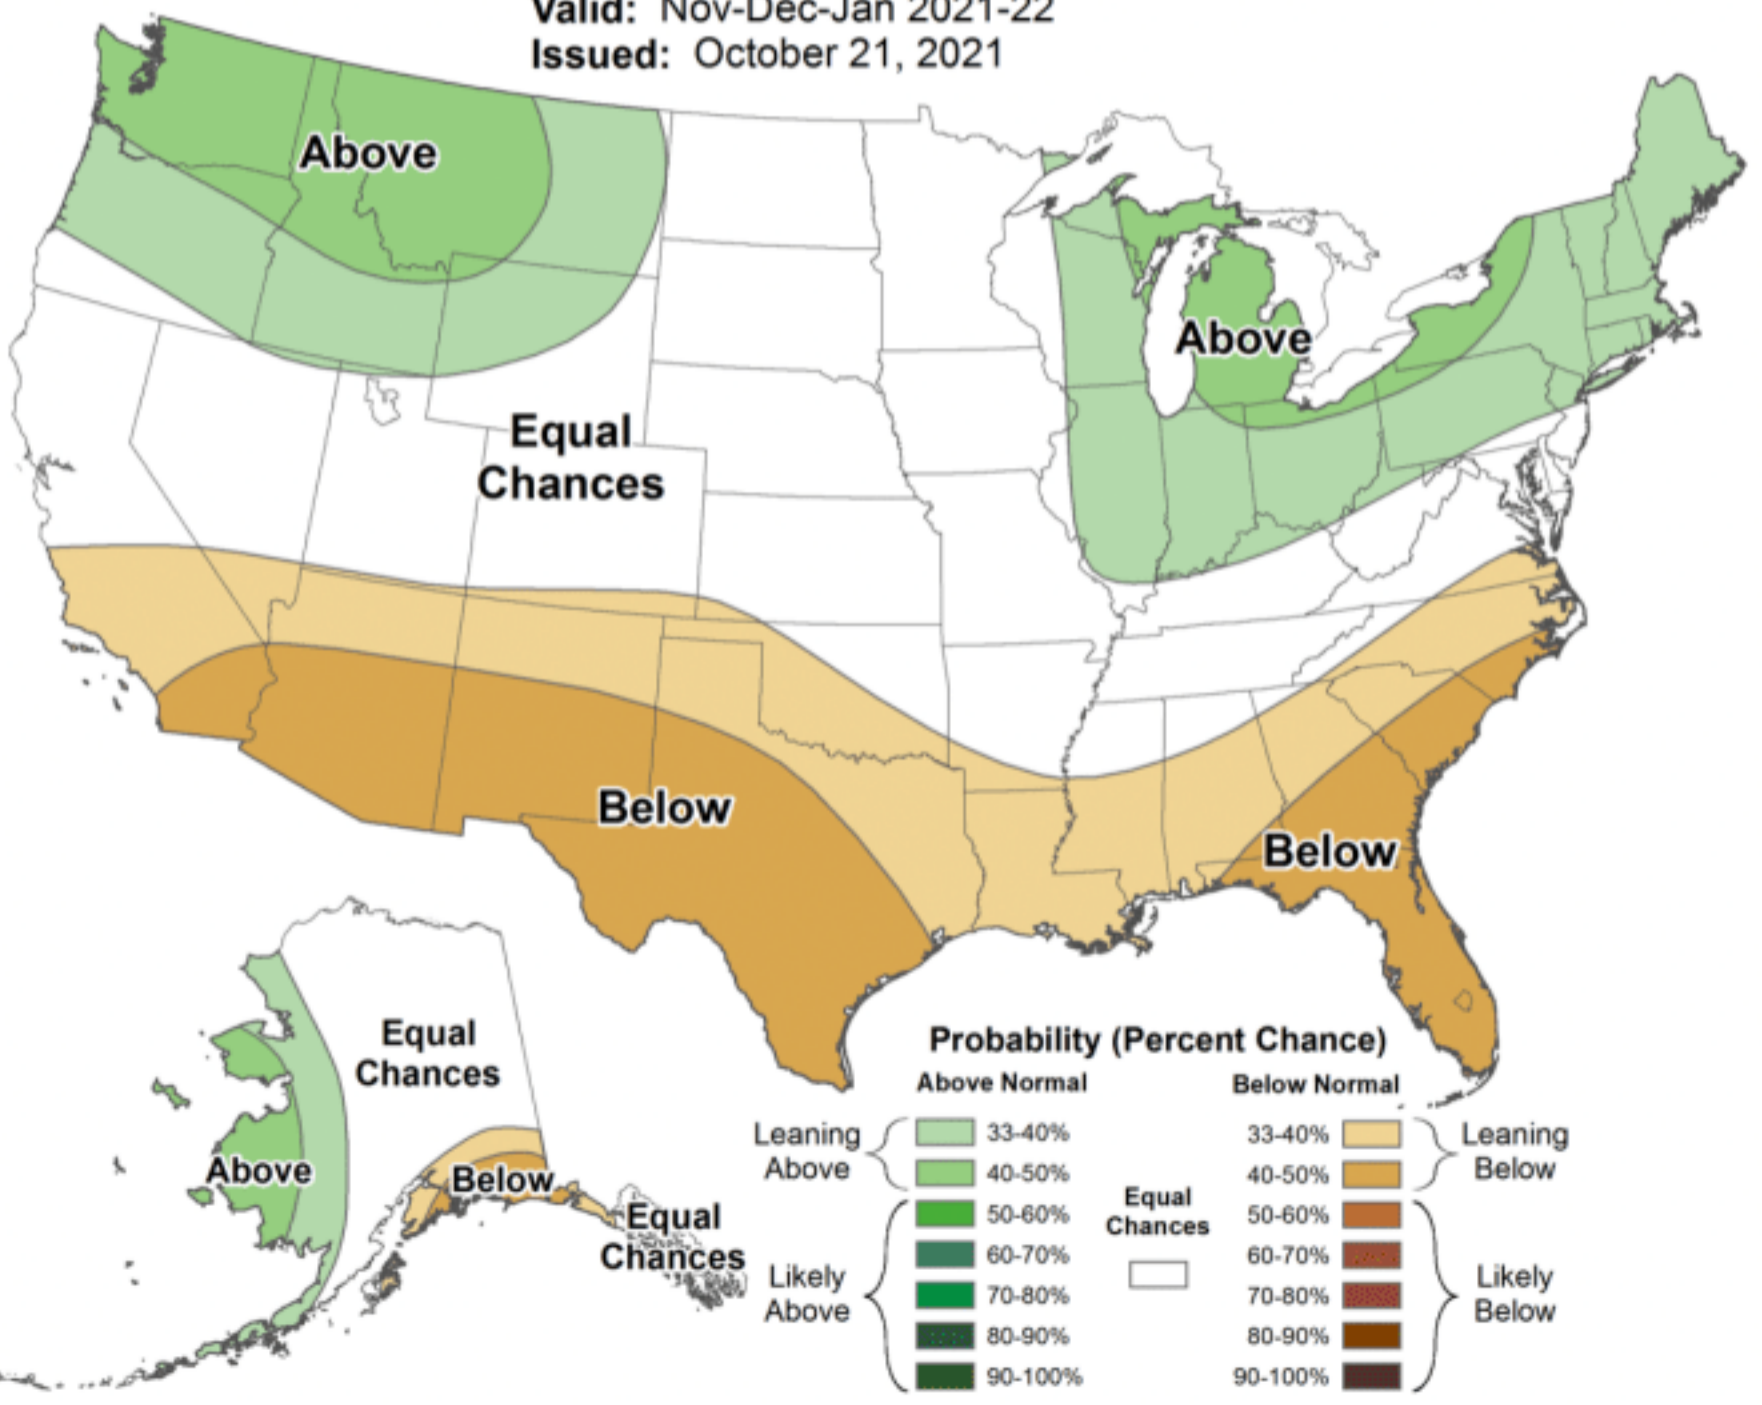 Valid: Nov-Dec-Jan 2021-22
Issued: October 21, 2021
Above
Above
Equal
Chances
Below
Below
Equal
Chances
Above
Below
Equal
Chances
Probability (Percent Chance)
Above Normal
Below Normal
Leaning
Above
33-40%
40-50%
Likely
Above
50-60%
60-70%
70-80%
80-90%
90-100%
Equal
Chances
33-40%
40-50%
Leaning
Below
50-60%
60-70%
70-80%
80-90%
90-100%
Likely
Below